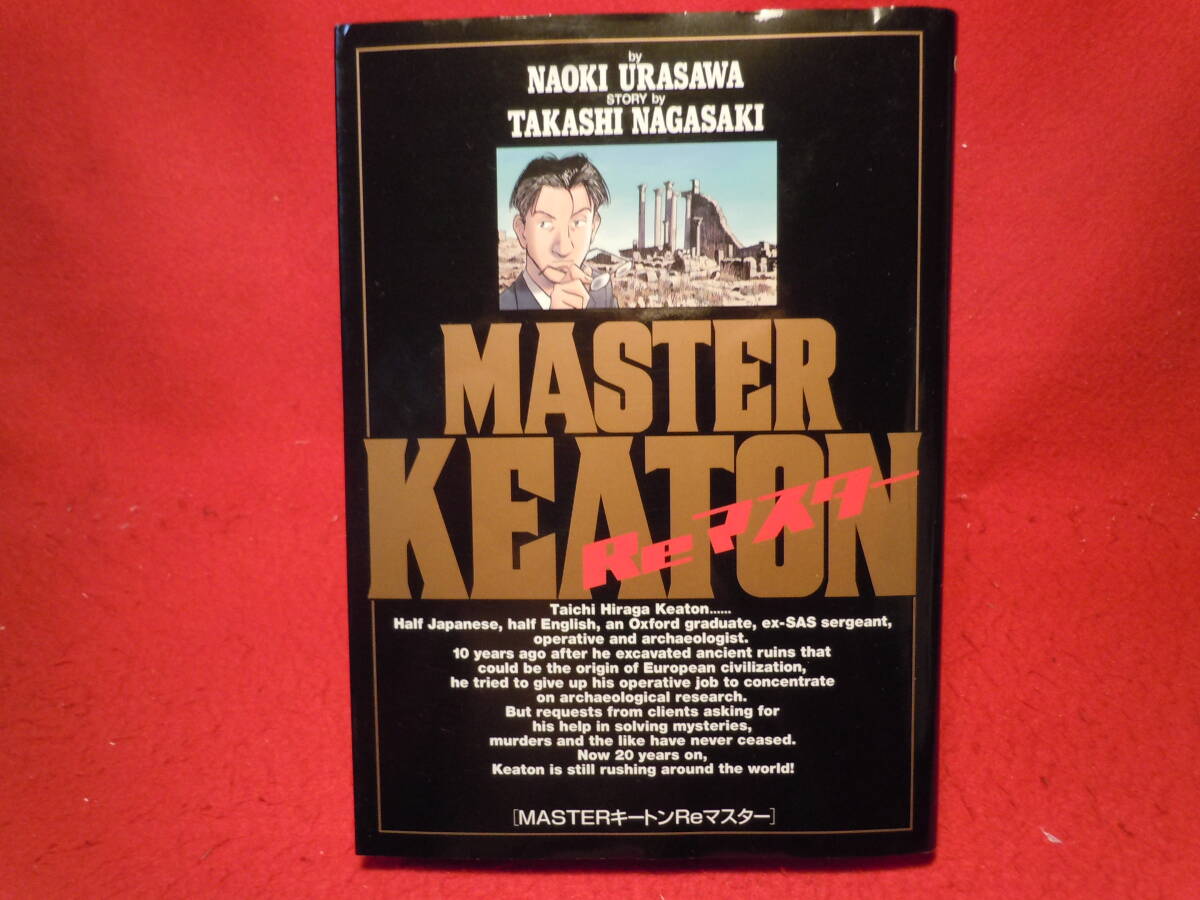 by
NAOKI URASAWA
STORY by
TAKASHI NAGASAKI
MASTER
KEATON
Reマスター
Taichi Hiraga Keaton......
Half Japanese, half English, an Oxford graduate, ex-SAS sergeant,
operative and archaeologist.
10 years ago after he excavated ancient ruins that
could be the origin of European civilization,
he tried to give up his operative job to concentrate
on archaeological research.
But requests from clients asking for
his help in solving mysteries,
murders and the like have never ceased.
Now 20 years on,
Keaton is still rushing around the world!
[MASTERキートンReマスター]